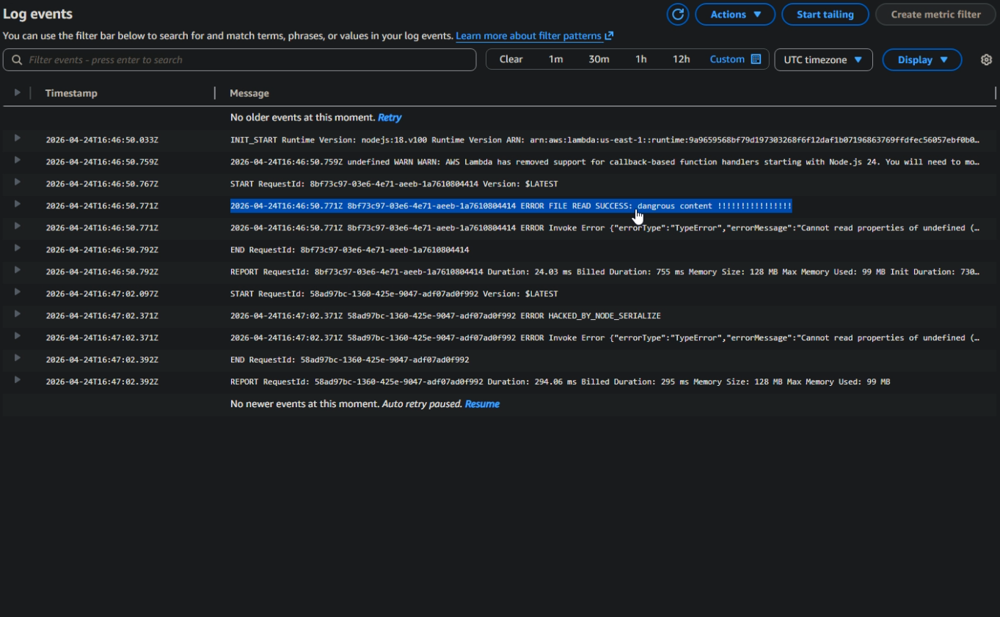 Log events
Actions ▼
Start tailing
Create metric filter
You can use the filter bar below to search for and match terms, phrases, or values in your log events. Learn more about filter patterns
Filter events - press enter to search
Clear 1m 30m 1h 12h Custom
UTC timezone ▼
Display ▼
Timestamp Message
No older events at this moment. Retry
2026-04-24T16:46:50.033Z INIT_START Runtime Version: nodejs:18.v100 Runtime Version ARN: arn:aws:lambda:us-east-1::runtime:9a9659568bf79d197303268f6f12daf1b07196863769ffdfec56057ebf0b0…
2026-04-24T16:46:50.759Z 2026-04-24T16:46:50.759Z undefined WARN WARN: AWS Lambda has removed support for callback-based function handlers starting with Node.js 24. You will need to mo…
2026-04-24T16:46:50.767Z START RequestId: 8bf73c97-03e6-4e71-aeeb-1a7610804414 Version: $LATEST
2026-04-24T16:46:50.771Z 2026-04-24T16:46:50.771Z 8bf73c97-03e6-4e71-aeeb-1a7610804414 ERROR FILE READ SUCCESS: dangrous content !!!!!!!!!!!!!!!!
2026-04-24T16:46:50.771Z 2026-04-24T16:46:50.771Z 8bf73c97-03e6-4e71-aeeb-1a7610804414 ERROR Invoke Error {"errorType":"TypeError","errorMessage":"Cannot read properties of undefined (…
2026-04-24T16:46:50.792Z END RequestId: 8bf73c97-03e6-4e71-aeeb-1a7610804414
2026-04-24T16:46:50.792Z REPORT RequestId: 8bf73c97-03e6-4e71-aeeb-1a7610804414 Duration: 24.03 ms Billed Duration: 755 ms Memory Size: 128 MB Max Memory Used: 99 MB Init Duration: 730…
2026-04-24T16:47:02.097Z START RequestId: 58ad97bc-1360-425e-9047-adf07ad0f992 Version: $LATEST
2026-04-24T16:47:02.371Z 2026-04-24T16:47:02.371Z 58ad97bc-1360-425e-9047-adf07ad0f992 ERROR HACKED_BY_NODE_SERIALIZE
2026-04-24T16:47:02.371Z 2026-04-24T16:47:02.371Z 58ad97bc-1360-425e-9047-adf07ad0f992 ERROR Invoke Error {"errorType":"TypeError","errorMessage":"Cannot read properties of undefined (…
2026-04-24T16:47:02.392Z END RequestId: 58ad97bc-1360-425e-9047-adf07ad0f992
2026-04-24T16:47:02.392Z REPORT RequestId: 58ad97bc-1360-425e-9047-adf07ad0f992 Duration: 294.06 ms Billed Duration: 295 ms Memory Size: 128 MB Max Memory Used: 99 MB
No newer events at this moment. Auto retry paused. Resume